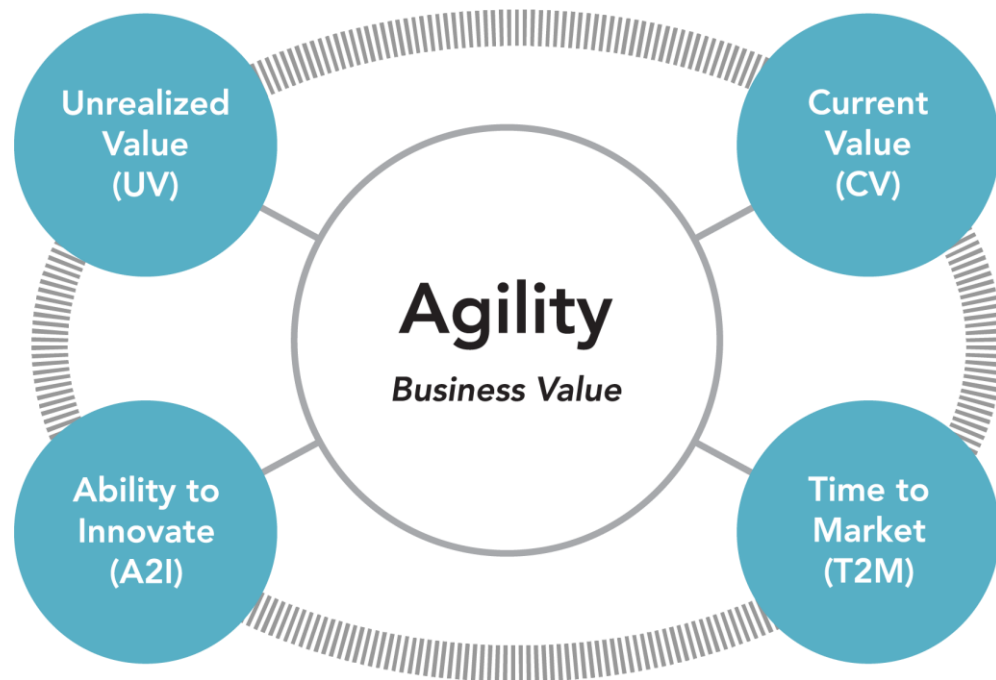 Unrealized
Value
(UV)
Current
Value
(CV)
Agility
Business Value
Ability to
Innovate
(A2I)
Time to
Market
(T2M)